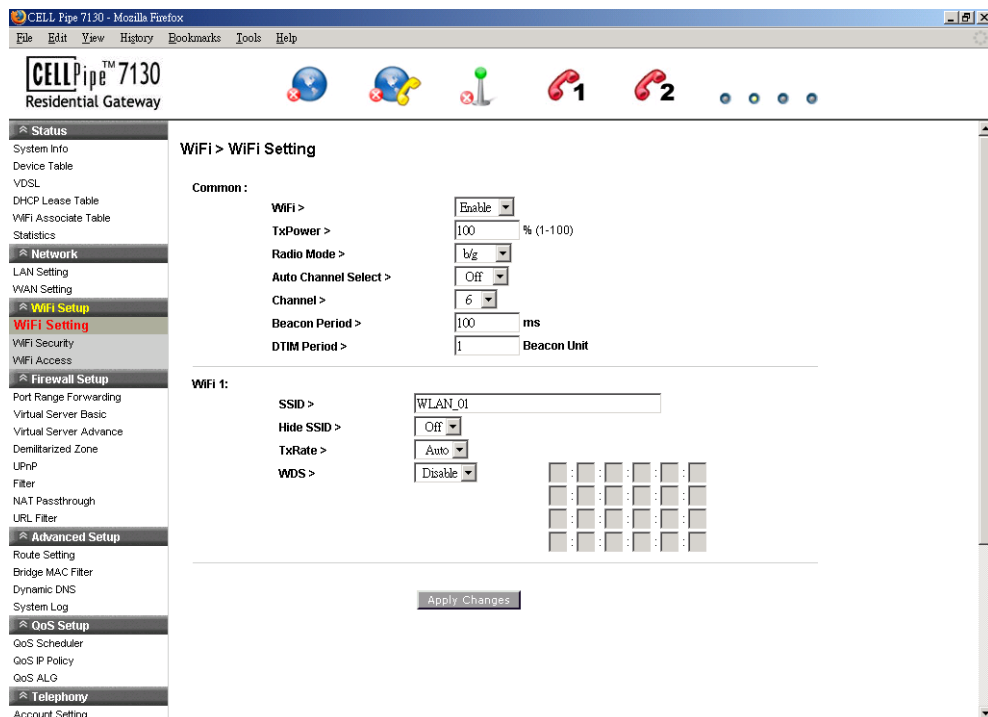 CELL Pipe 7130 - Mozilla Firefox
File Edit View History Bookmarks Tools Help
CELLPipe™ 7130
Residential Gateway
1
2
Status
System Info
Device Table
VDSL
DHCP Lease Table
WiFi Associate Table
Statistics
Network
LAN Setting
WAN Setting
WiFi Setup
WiFi Setting
WiFi Security
WiFi Access
Firewall Setup
Port Range Forwarding
Virtual Server Basic
Virtual Server Advance
Demilitarized Zone
UPnP
Filter
NAT Passthrough
URL Filter
Advanced Setup
Route Setting
Bridge MAC Filter
Dynamic DNS
System Log
QoS Setup
QoS Scheduler
QoS IP Policy
QoS ALG
Telephony
Account Setting
WiFi > WiFi Setting
Common :
WiFi > Enable
TxPower > 100 % (1-100)
Radio Mode > b/g
Auto Channel Select > Off
Channel > 6
Beacon Period > 100 ms
DTIM Period > 1 Beacon Unit
WiFi 1:
SSID > WLAN_01
Hide SSID > Off
TxRate > Auto
WDS > Disable : : : : :
: : : : :
: : : : :
: : : : :
Apply Changes